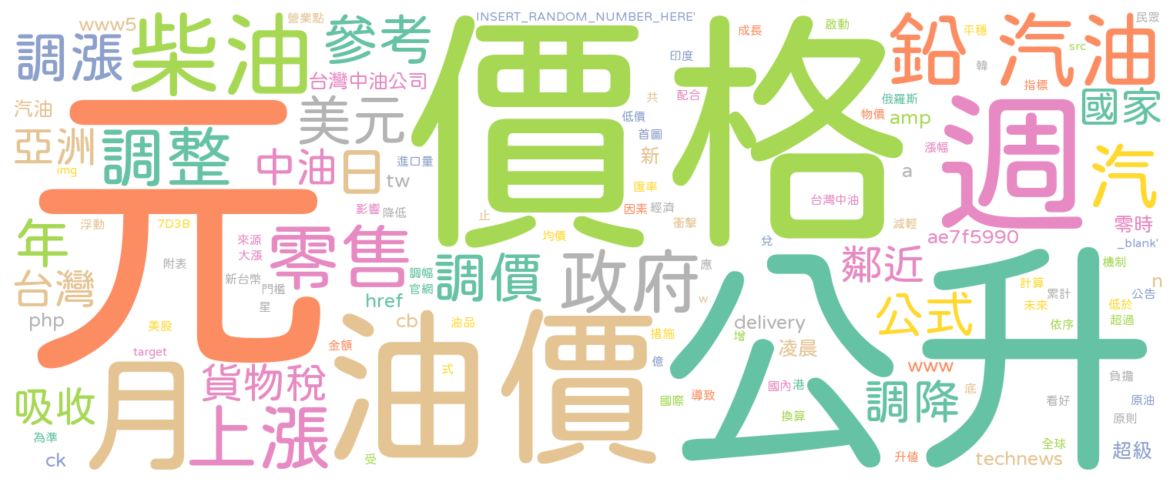 INSERT_RANDOM_NUMBER_HERE'
營業點
www5
調漲
柴油
參考
台灣中油公司
價格
成長
啟動
印度
配合
鉛
汽油
平穩
src
民眾
韓
指標
俄羅斯
物價
amp
國家
汽油
元
美元
亞洲
img
調整
中油
日
進口量
tw
低價
首圖
共
新
匯率
因素
經濟
衝擊
a
漲幅
週
汽
台灣中油
零時
_blank'
ae7f5990
減輕
年
浮動
7D3B
影響
降低
止
均價
兌
來源
大漲
附表
零售
新台幣
門檻
星
調幅
官網
調價
政府
應
鄰近
機制
計算
累計
n
公告
台灣
php
href
w
公升
未來
低於
超過
依序
公式
美股
target
金額
cb
油品
油價
措施
億
delivery
增
凌晨
月
貨物稅
式
國際
國內
港
導致
換算
www
底
調降
負擔
看好
原油
原則
吸收
為準
ck
上漲
受
升值
technews
全球
超級